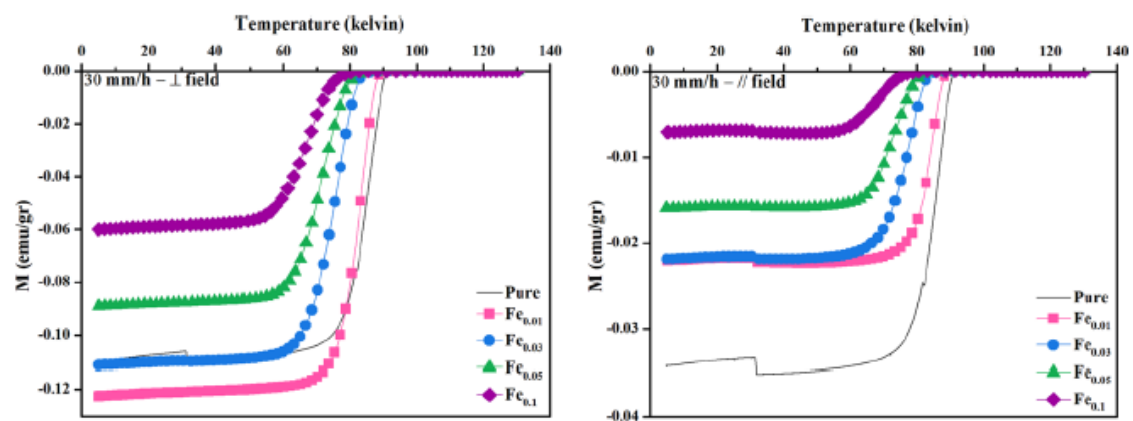 Temperature (kelvin)
0 20 40 60 80 100 120 140
0.00
30 mm/h – ⊥ field
-0.02
-0.04
-0.06
-0.08
-0.10
-0.12
M (emu/gr)
Pure
Fe0.01
Fe0.03
Fe0.05
Fe0.1
Temperature (kelvin)
0 20 40 60 80 100 120 140
0.00
30 mm/h – // field
-0.01
-0.02
-0.03
-0.04
M (emu/gr)
Pure
Fe0.01
Fe0.03
Fe0.05
Fe0.1